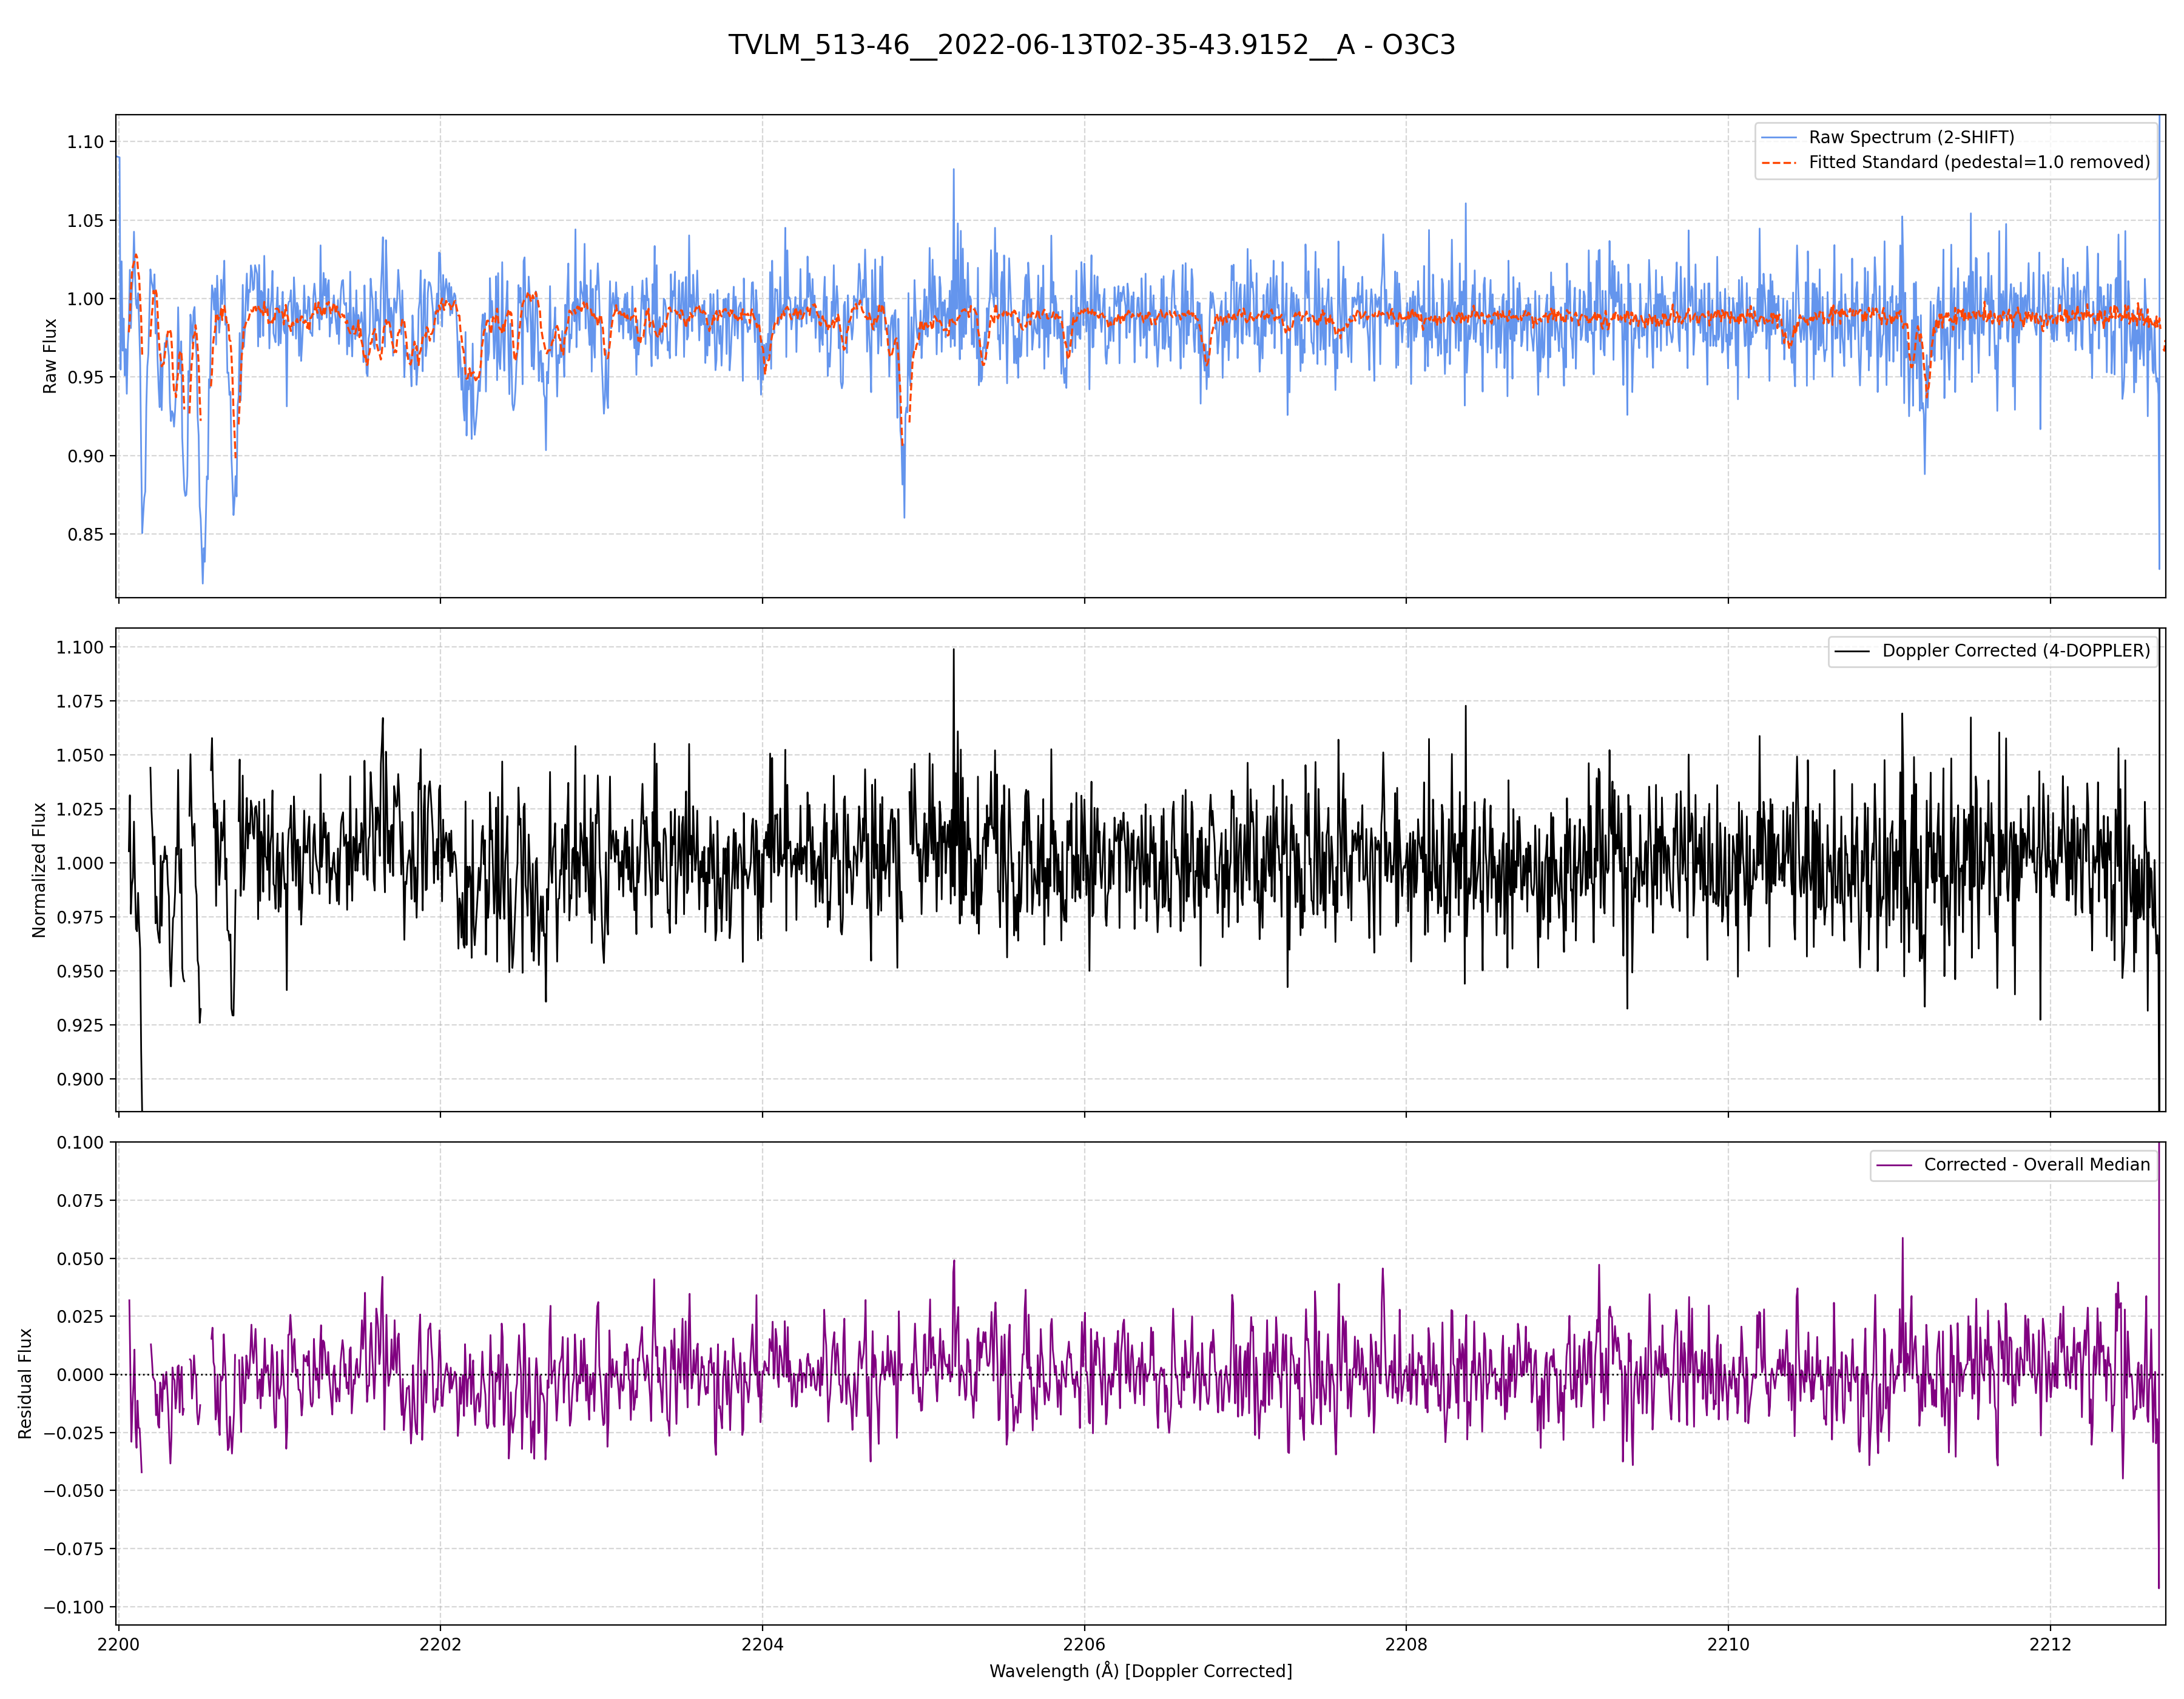 TVLM_513-46__2022-06-13T02-35-43.9152__A - O3C3
Raw Flux
1.10
1.05
1.00
0.95
0.90
0.85
Raw Spectrum (2-SHIFT)
Fitted Standard (pedestal=1.0 removed)
Normalized Flux
1.100
1.075
1.050
1.025
1.000
0.975
0.950
0.925
0.900
Doppler Corrected (4-DOPPLER)
Residual Flux
0.100
0.075
0.050
0.025
0.000
−0.025
−0.050
−0.075
−0.100
Corrected - Overall Median
2200 2202 2204 2206 2208 2210 2212
Wavelength (Å) [Doppler Corrected]